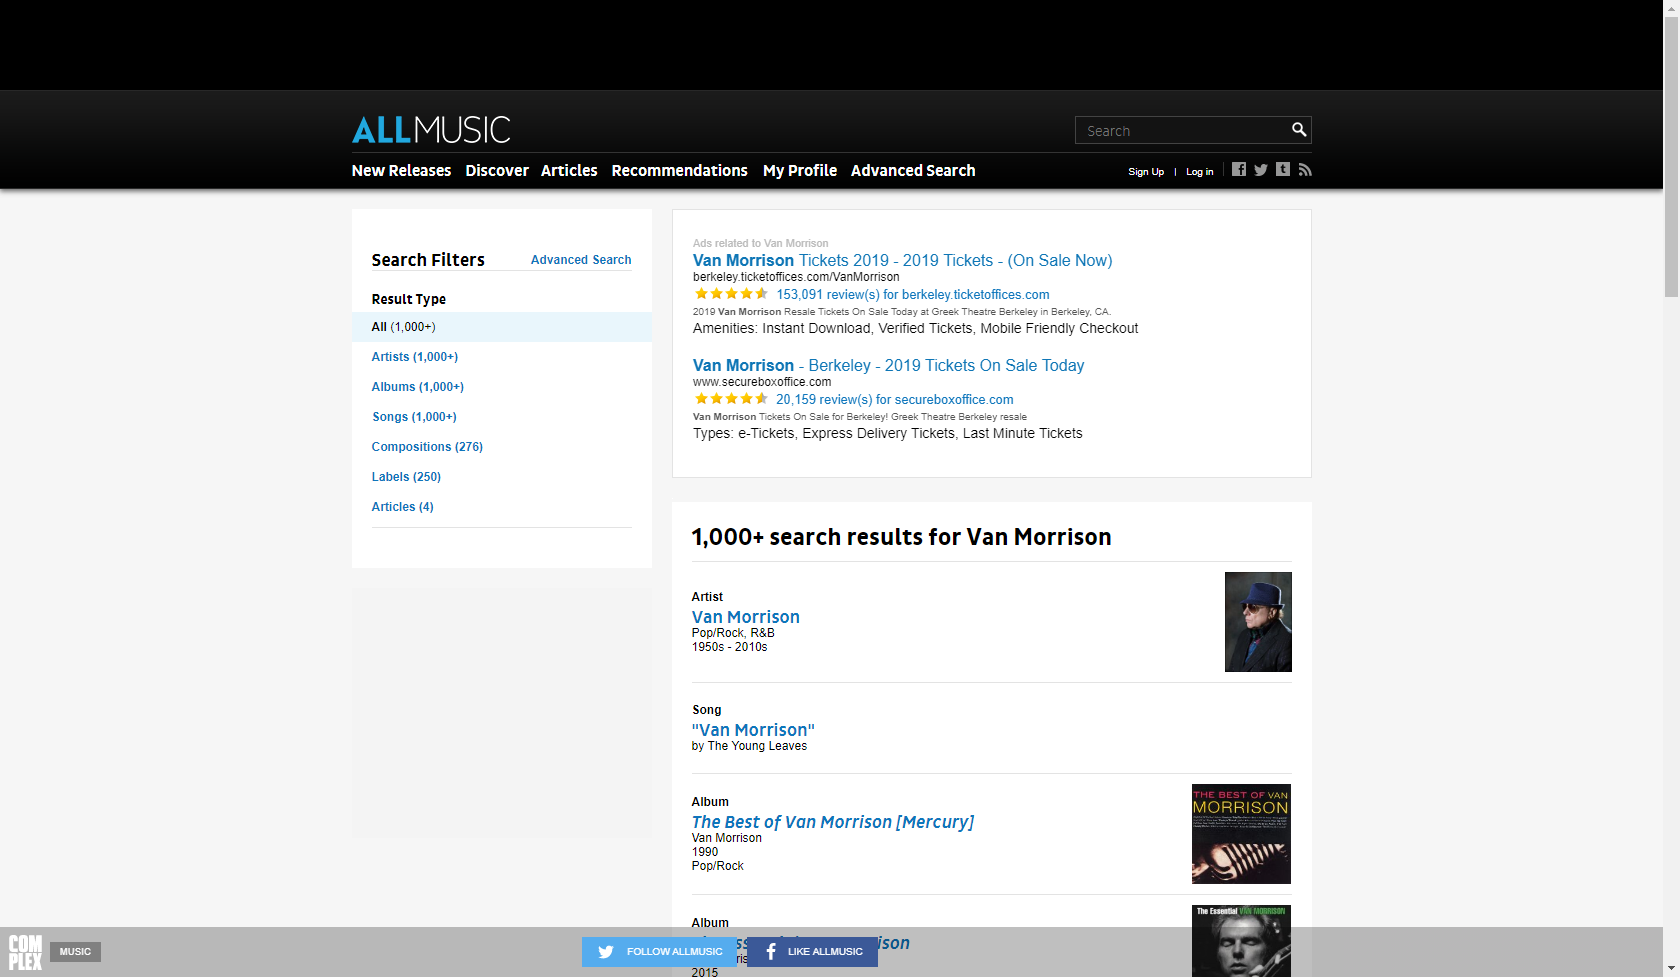 ALLMUSIC
Search
New Releases Discover Articles Recommendations My Profile Advanced Search
Sign Up | Log in
Search Filters
Advanced Search
Result Type
All (1,000+)
Artists (1,000+)
Albums (1,000+)
Songs (1,000+)
Compositions (276)
Labels (250)
Articles (4)
Ads related to Van Morrison
Van Morrison Tickets 2019 - 2019 Tickets - (On Sale Now)
berkeley.ticketoffices.com/VanMorrison
153,091 review(s) for berkeley.ticketoffices.com
2019 Van Morrison Resale Tickets On Sale Today at Greek Theatre Berkeley in Berkeley, CA.
Amenities: Instant Download, Verified Tickets, Mobile Friendly Checkout
Van Morrison - Berkeley - 2019 Tickets On Sale Today
www.secureboxoffice.com
20,159 review(s) for secureboxoffice.com
Van Morrison Tickets On Sale for Berkeley! Greek Theatre Berkeley resale
Types: e-Tickets, Express Delivery Tickets, Last Minute Tickets
1,000+ search results for Van Morrison
Artist
Van Morrison
Pop/Rock, R&B
1950s - 2010s
Song
"Van Morrison"
by The Young Leaves
Album
The Best of Van Morrison [Mercury]
Van Morrison
1990
Pop/Rock
THE BEST OF VAN
MORRISON
Album
The Essential VAN MORRISON
2015
COM
PLEX
MUSIC
FOLLOW ALLMUSIC
LIKE ALLMUSIC